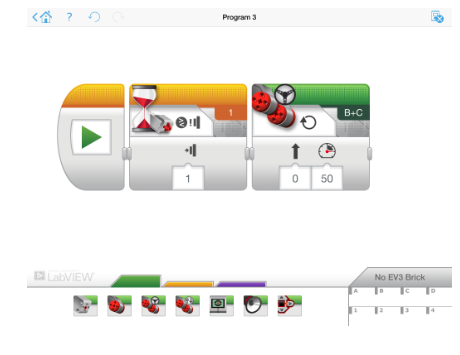 ?
Program 3
1
B+C
1
0 50
LabVIEW
No EV3 Brick
A B C D
1 2 3 4